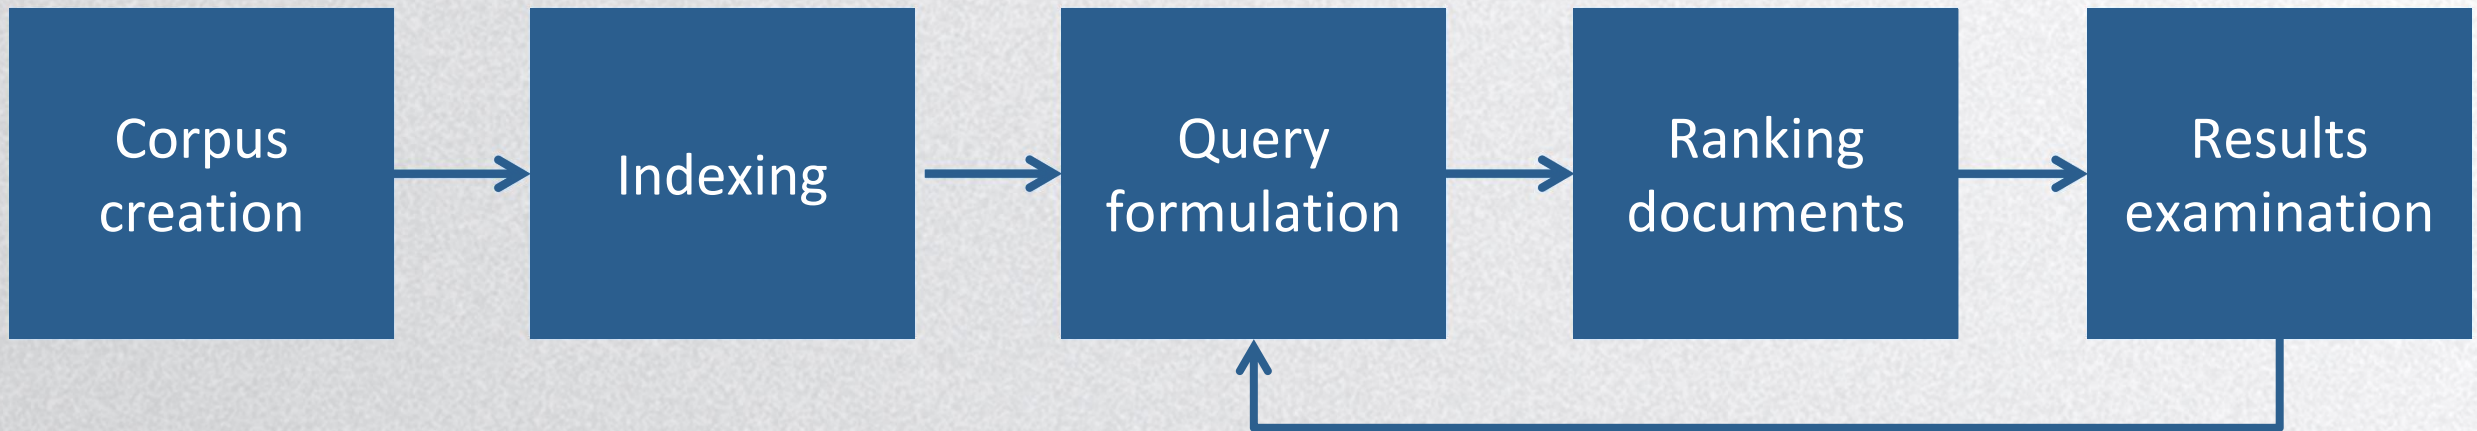 Corpus
creation
Indexing
Query
formulation
Ranking
documents
Results
examination